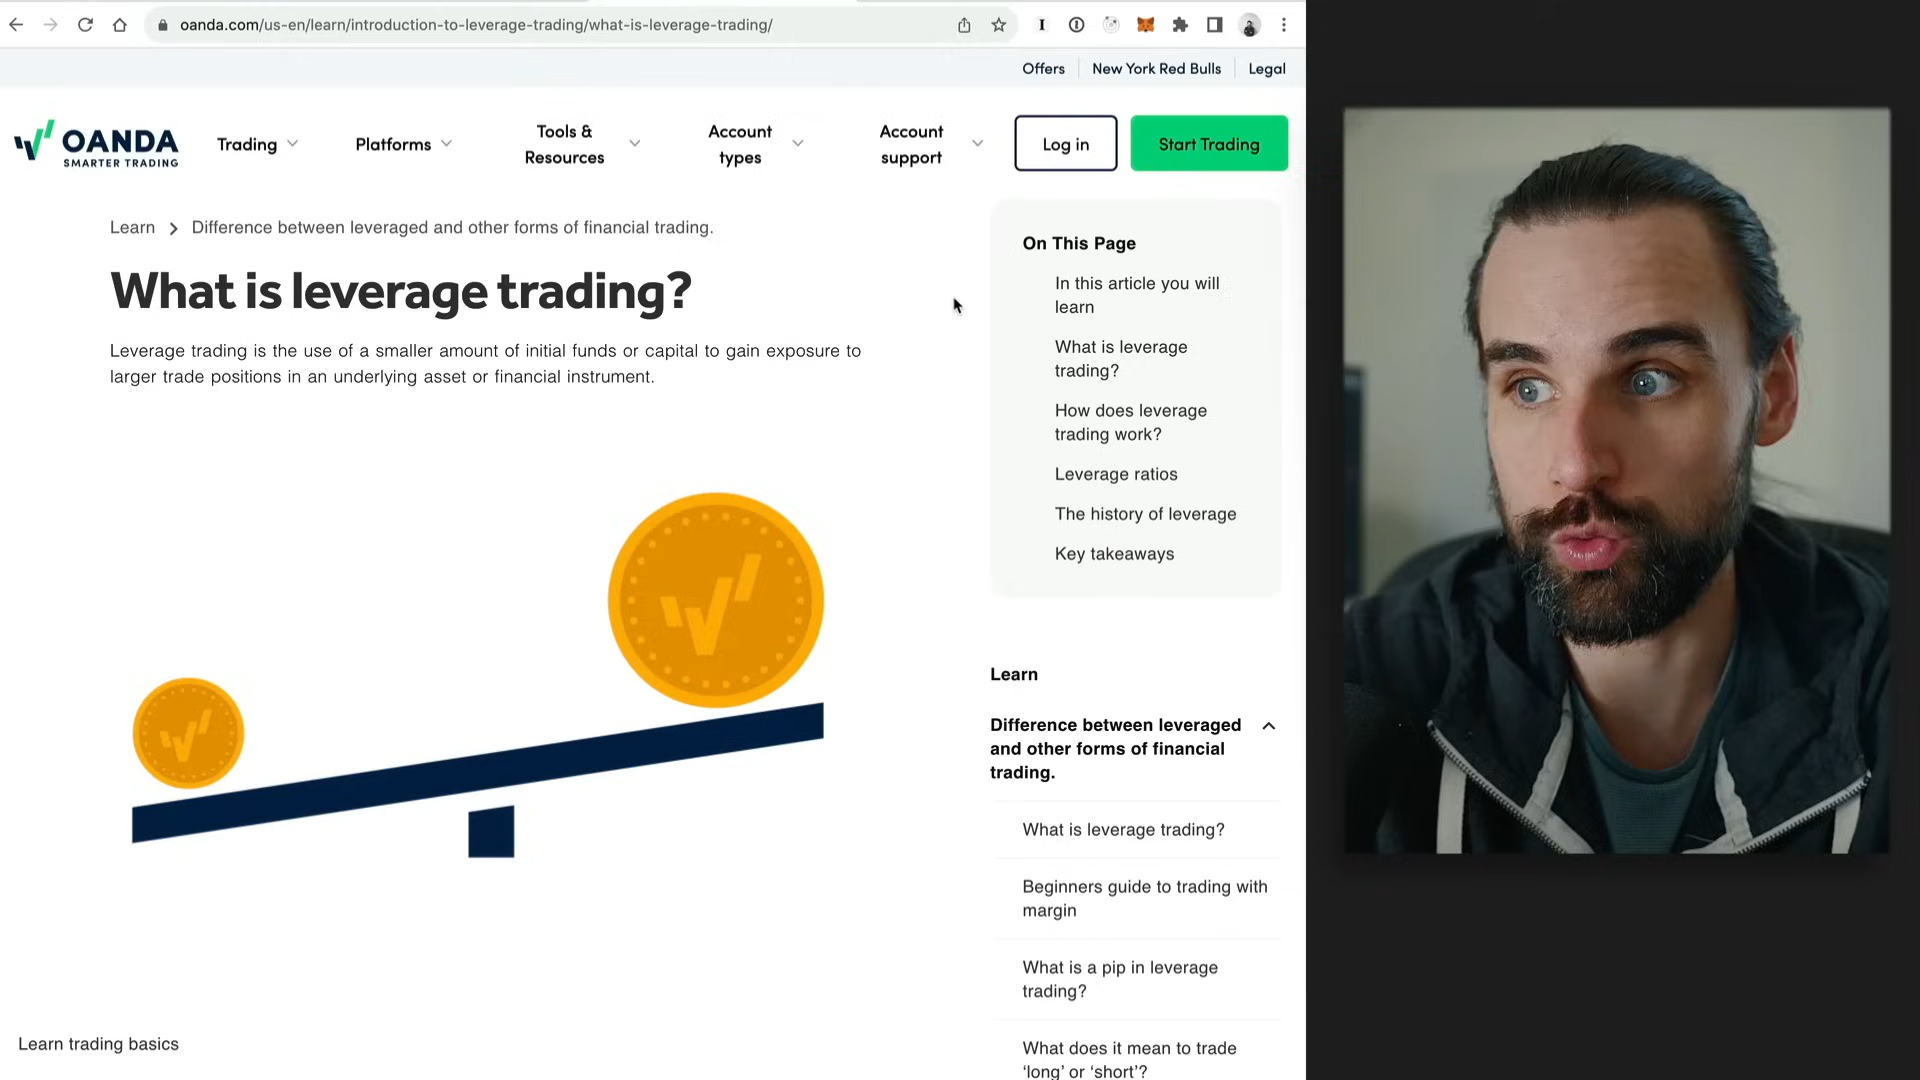 oanda.com/us-en/learn/introduction-to-leverage-trading/what-is-leverage-trading/
Offers
New York Red Bulls
Legal
OANDA
SMARTER TRADING
Trading
Platforms
Tools &
Resources
Account
types
Account
support
Log in
Start Trading
Learn
Difference between leveraged and other forms of financial trading.
What is leverage trading?
Leverage trading is the use of a smaller amount of initial funds or capital to gain exposure to
larger trade positions in an underlying asset or financial instrument.
On This Page
In this article you will
learn
What is leverage
trading?
How does leverage
trading work?
Leverage ratios
The history of leverage
Key takeaways
Learn
Difference between leveraged
and other forms of financial
trading.
What is leverage trading?
Beginners guide to trading with
margin
What is a pip in leverage
trading?
What does it mean to trade
‘long’ or ‘short’?
Learn trading basics